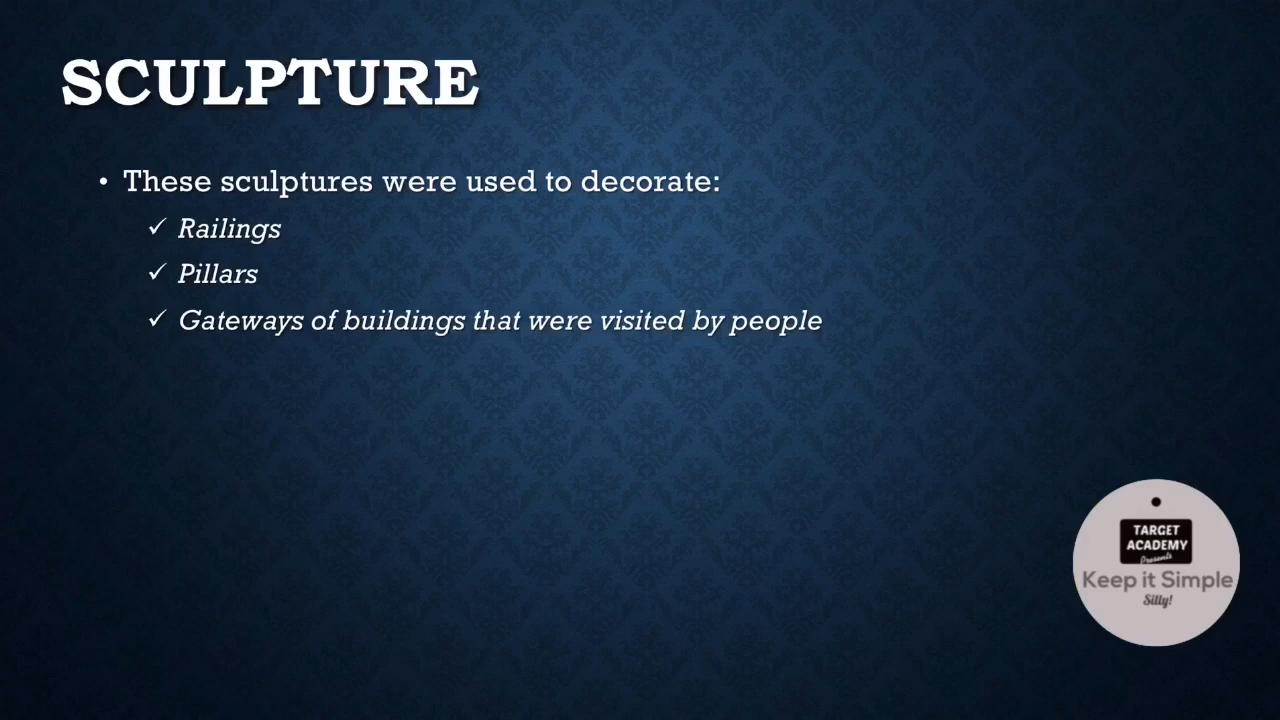 SCULPTURE
• These sculptures were used to decorate:
✓ Railings
✓ Pillars
✓ Gateways of buildings that were visited by people
TARGET
ACADEMY
Presents
Keep it Simple
Silly!